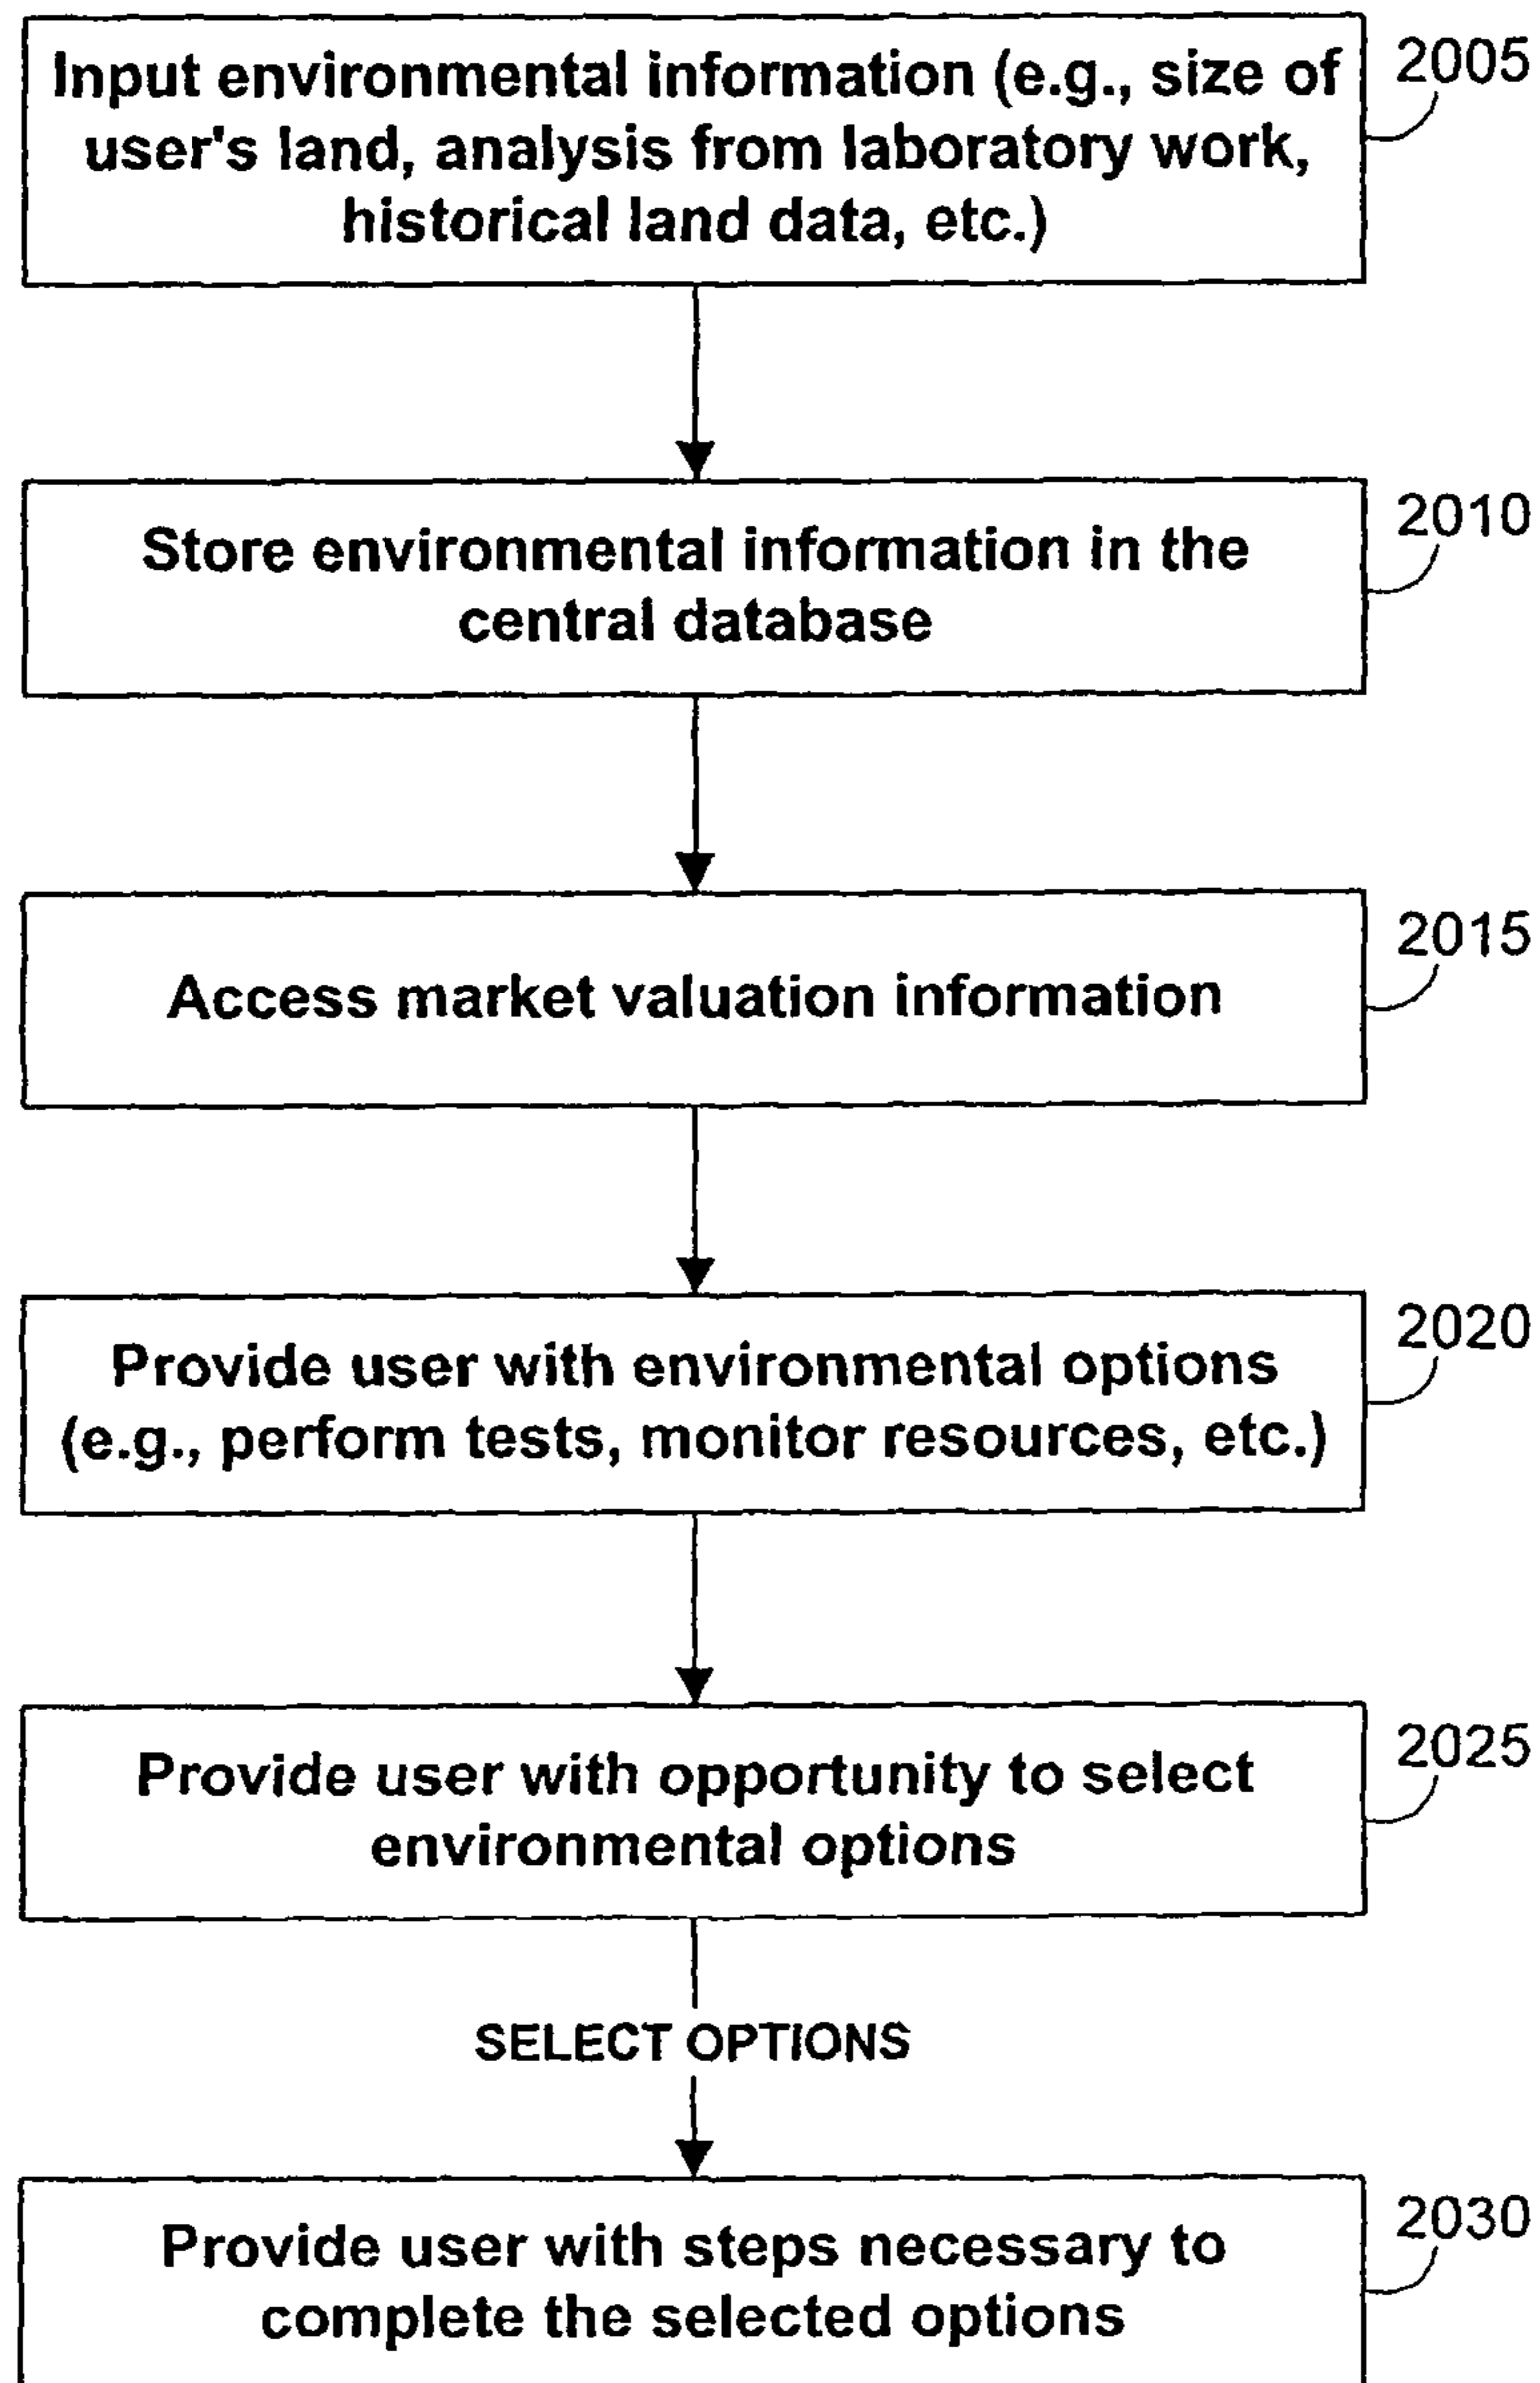 Input environmental information (e.g., size of
user's land, analysis from laboratory work,
historical land data, etc.)
2005
Store environmental information in the
central database
2010
Access market valuation information
2015
Provide user with environmental options
(e.g., perform tests, monitor resources, etc.)
2020
Provide user with opportunity to select
environmental options
2025
SELECT OPTIONS
Provide user with steps necessary to
complete the selected options
2030